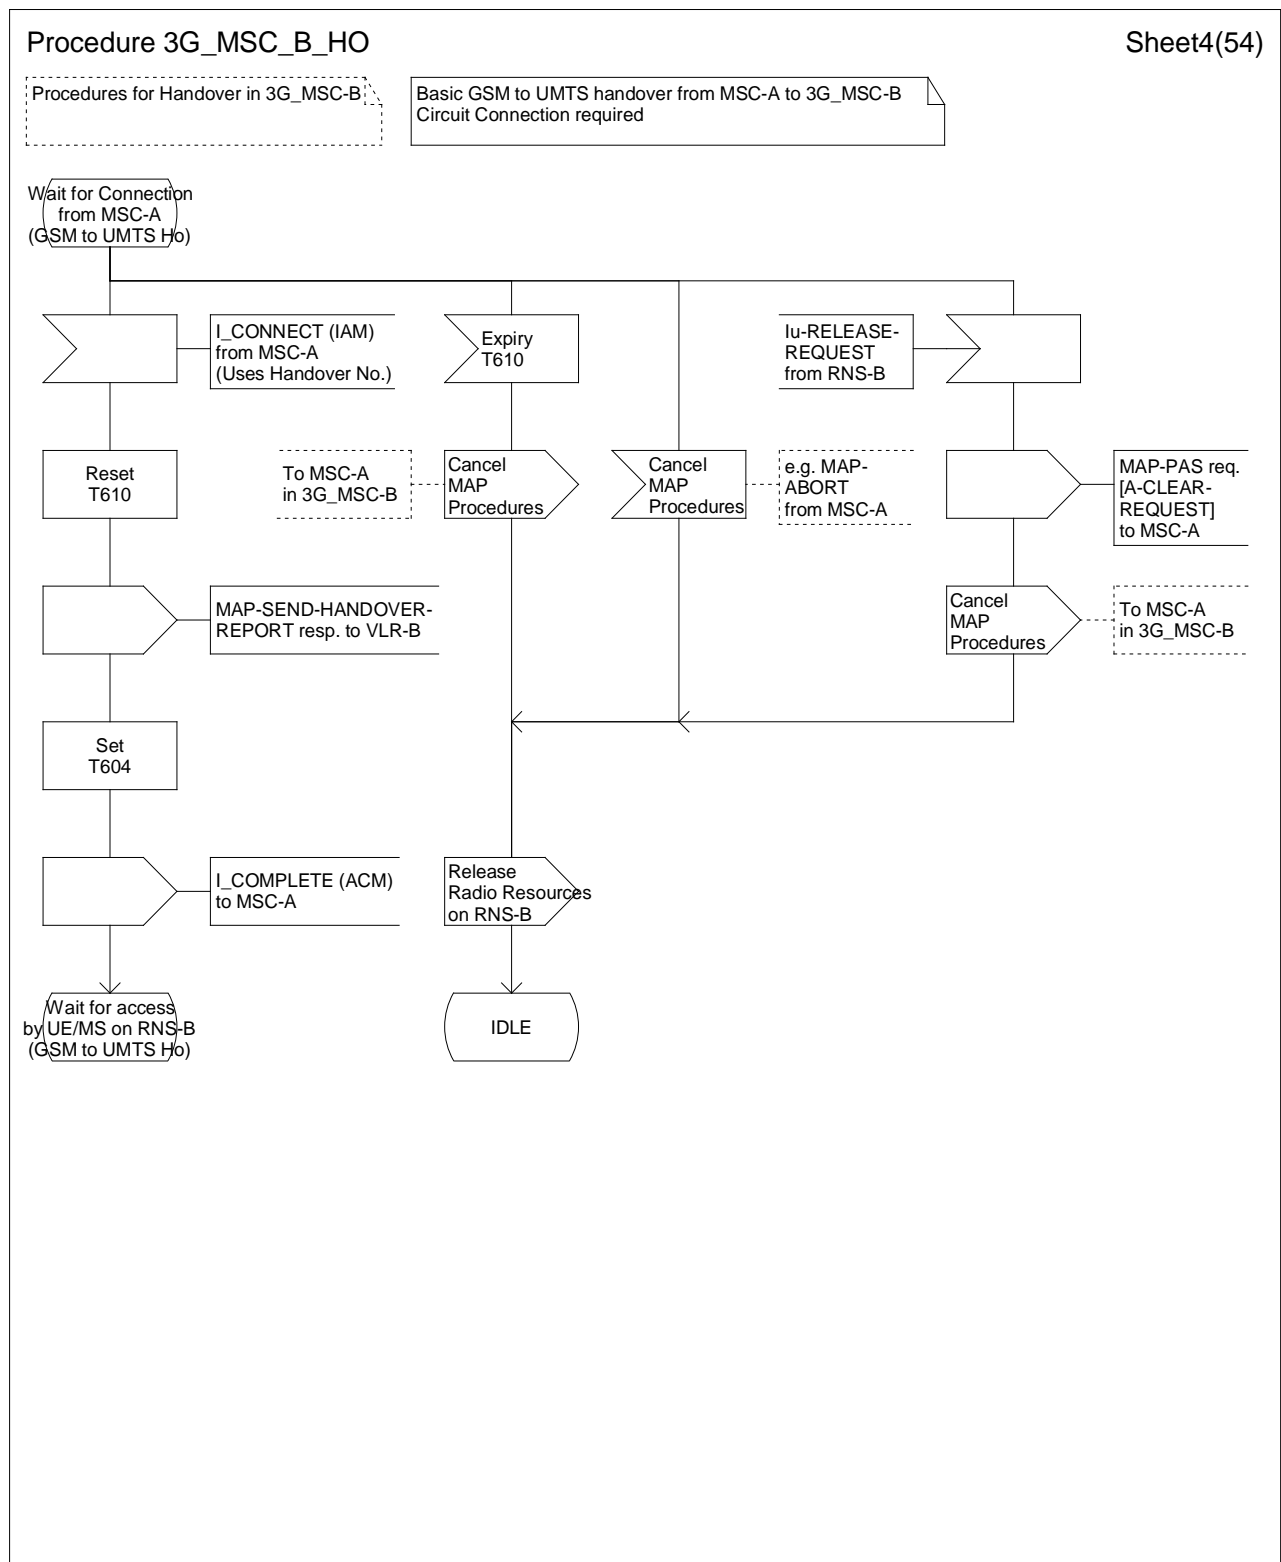 Procedure 3G_MSC_B_HO
Sheet4(54)
Procedures for Handover in 3G_MSC-B
Basic GSM to UMTS handover from MSC-A to 3G_MSC-B
Circuit Connection required
Wait for Connection
from MSC-A
(GSM to UMTS Ho)
I_CONNECT (IAM)
from MSC-A
(Uses Handover No.)
Expiry
T610
Iu-RELEASE-
REQUEST
from RNS-B
Reset
T610
To MSC-A
in 3G_MSC-B
Cancel
MAP
Procedures
Cancel
MAP
Procedures
e.g. MAP-
ABORT
from MSC-A
MAP-PAS req.
[A-CLEAR-
REQUEST]
to MSC-A
MAP-SEND-HANDOVER-
REPORT resp. to VLR-B
Cancel
MAP
Procedures
To MSC-A
in 3G_MSC-B
Set
T604
I_COMPLETE (ACM)
to MSC-A
Release
Radio Resources
on RNS-B
Wait for access
by UE/MS on RNS-B
(GSM to UMTS Ho)
IDLE